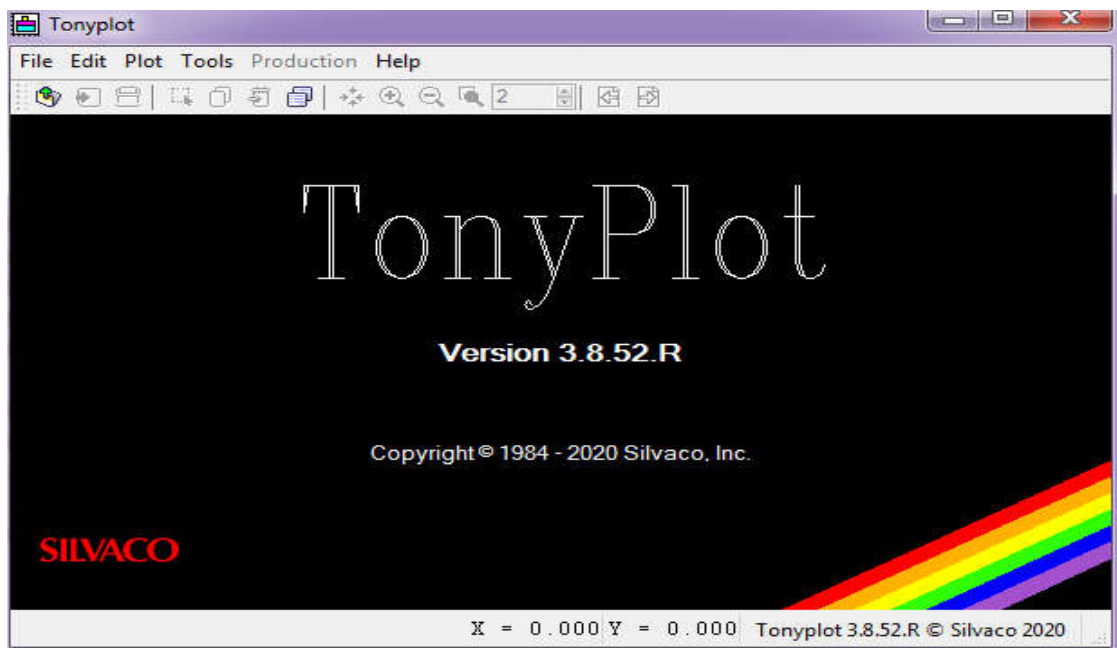 Tonyplot
File Edit Plot Tools Production Help
2
TonyPlot
Version 3.8.52.R
Copyright © 1984 - 2020 Silvaco, Inc.
SILVACO
X = 0.000 Y = 0.000 Tonyplot 3.8.52.R © Silvaco 2020